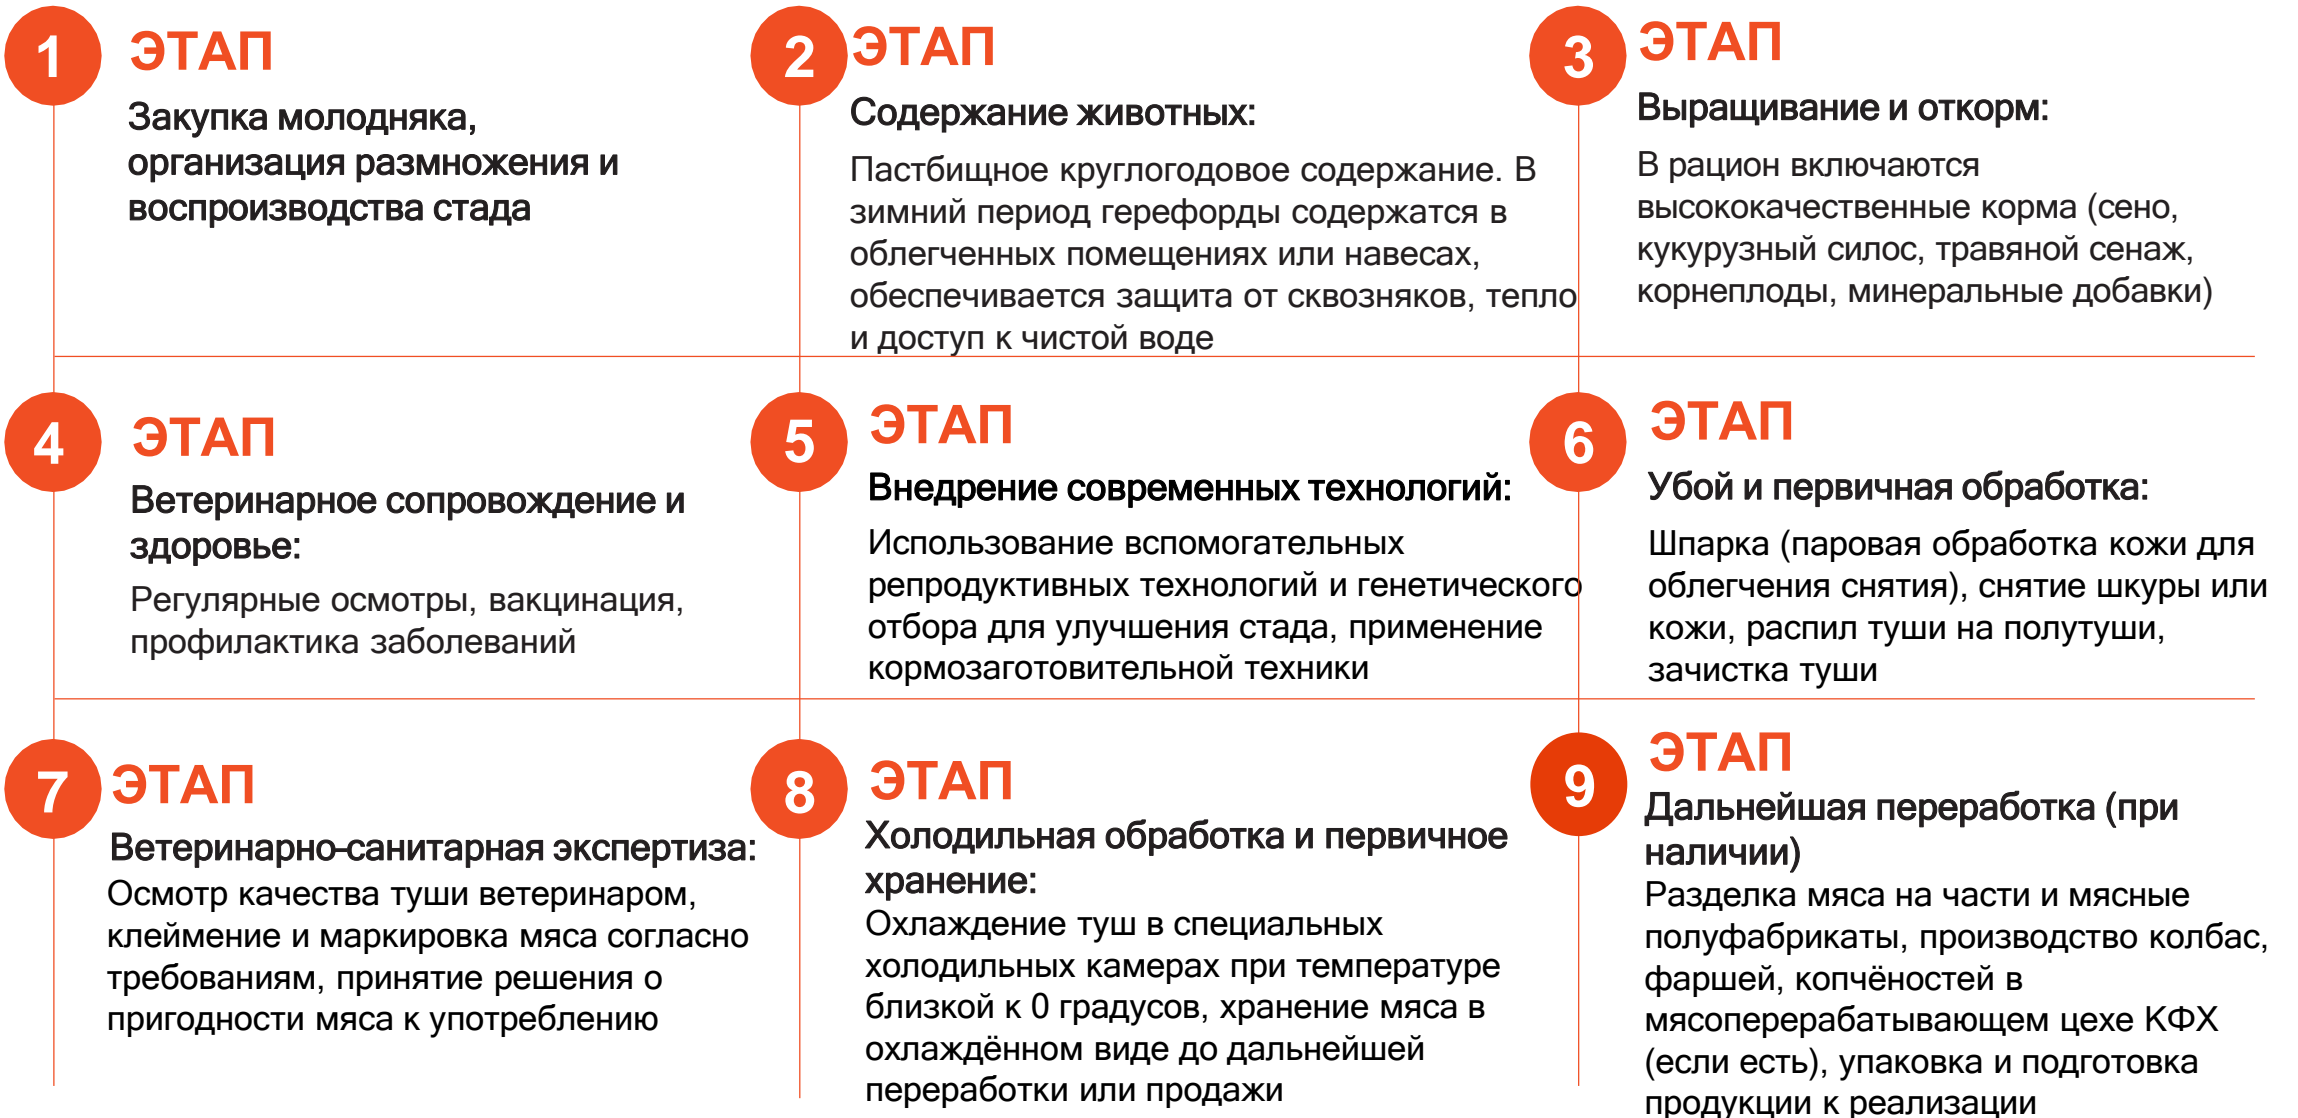 1
ЭТАП
Закупка молодняка,
организация размножения и
воспроизводства стада
2
ЭТАП
Содержание животных:
Пастбищное круглогодовое содержание. В
зимний период герефорды содержатся в
облегченных помещениях или навесах,
обеспечивается защита от сквозняков, тепло
и доступ к чистой воде
3
ЭТАП
Выращивание и откорм:
В рацион включаются
высококачественные корма (сено,
кукурузный силос, травяной сенаж,
корнеплоды, минеральные добавки)
4
ЭТАП
Ветеринарное сопровождение и
здоровье:
Регулярные осмотры, вакцинация,
профилактика заболеваний
5
ЭТАП
Внедрение современных технологий:
Использование вспомогательных
репродуктивных технологий и генетического
отбора для улучшения стада, применение
кормозаготовительной техники
6
ЭТАП
Убой и первичная обработка:
Шпарка (паровая обработка кожи для
облегчения снятия), снятие шкуры или
кожи, распил туши на полутуши,
зачистка туши
7
ЭТАП
Ветеринарно-санитарная экспертиза:
Осмотр качества туши ветеринаром,
клеймение и маркировка мяса согласно
требованиям, принятие решения о
пригодности мяса к употреблению
8
ЭТАП
Холодильная обработка и первичное
хранение:
Охлаждение туш в специальных
холодильных камерах при температуре
близкой к 0 градусов, хранение мяса в
охлаждённом виде до дальнейшей
переработки или продажи
9
ЭТАП
Дальнейшая переработка (при
наличии)
Разделка мяса на части и мясные
полуфабрикаты, производство колбас,
фаршей, копчёностей в
мясоперерабатывающем цехе КФХ
(если есть), упаковка и подготовка
продукции к реализации